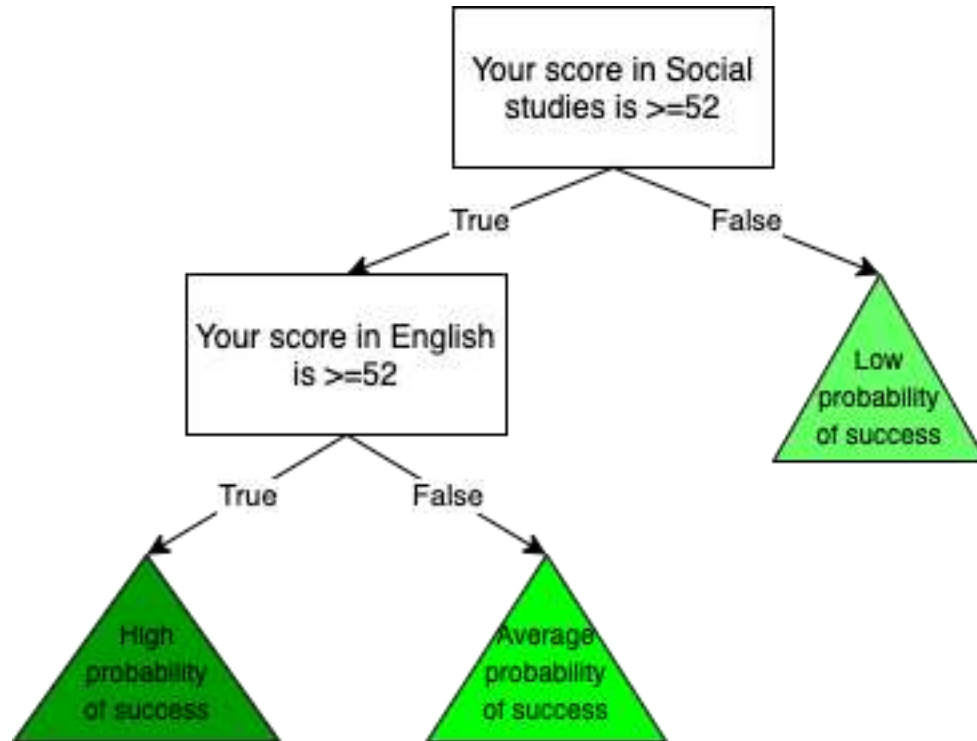 Your score in Social
studies is >=52
True
False
Your score in English
is >=52
Low
probability
of success
True
False
High
probability
of success
Average
probability
of success